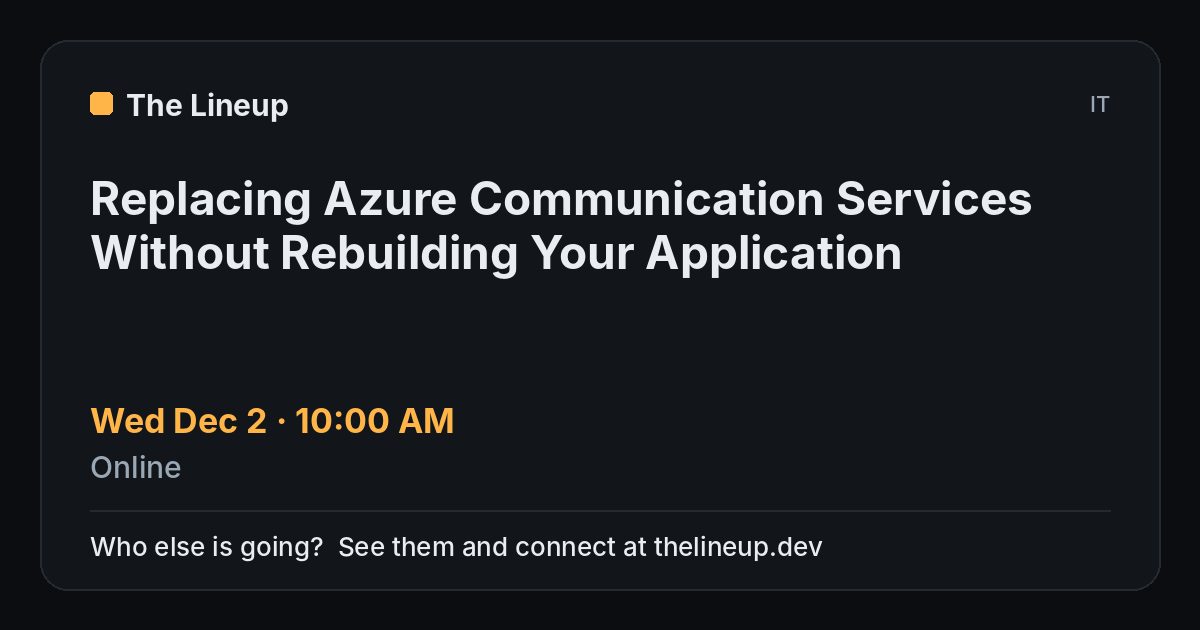 The Lineup
IT
Replacing Azure Communication Services
Without Rebuilding Your Application
Wed Dec 2 · 10:00 AM
Online
Who else is going? See them and connect at thelineup.dev